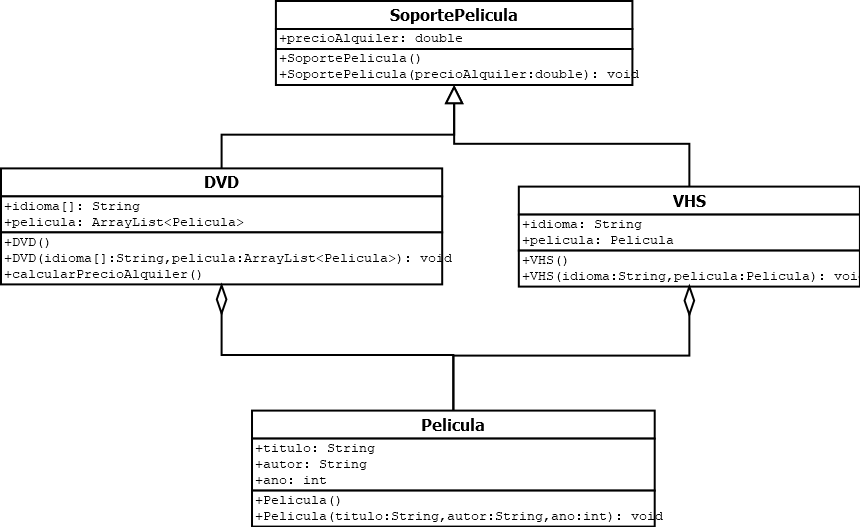 SoportePelicula
+precioAlquiler: double
+SoportePelicula()
+SoportePelicula(precioAlquiler:double): void
DVD
+idioma[]: String
+pelicula: ArrayList<Pelicula>
+DVD()
+DVD(idioma[]:String,pelicula:ArrayList<Pelicula>): void
+calcularPrecioAlquiler()
VHS
+idioma: String
+pelicula: Pelicula
+VHS()
+VHS(idioma:String,pelicula:Pelicula): voi
Pelicula
+titulo: String
+autor: String
+ano: int
+Pelicula()
+Pelicula(titulo:String,autor:String,ano:int): void